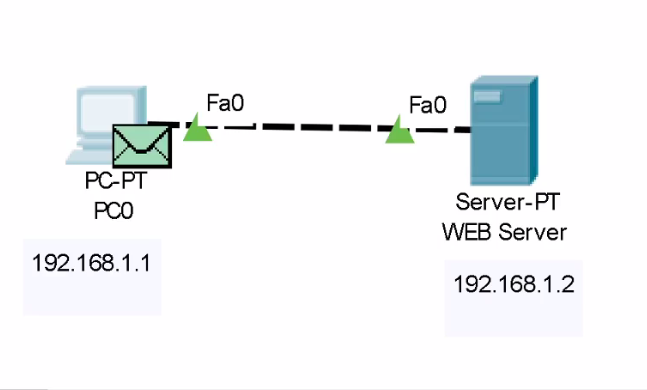 Fa0
Fa0
PC-PT
PC0
Server-PT
WEB Server
192.168.1.1
192.168.1.2